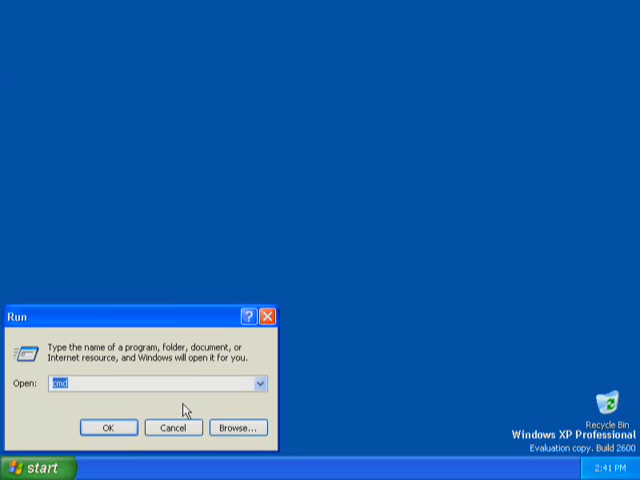 Run
Type the name of a program, folder, document, or
Internet resource, and Windows will open it for you.
Open: cmd
OK Cancel Browse...
Recycle Bin
Windows XP Professional
Evaluation copy. Build 2600
start 2:41 PM